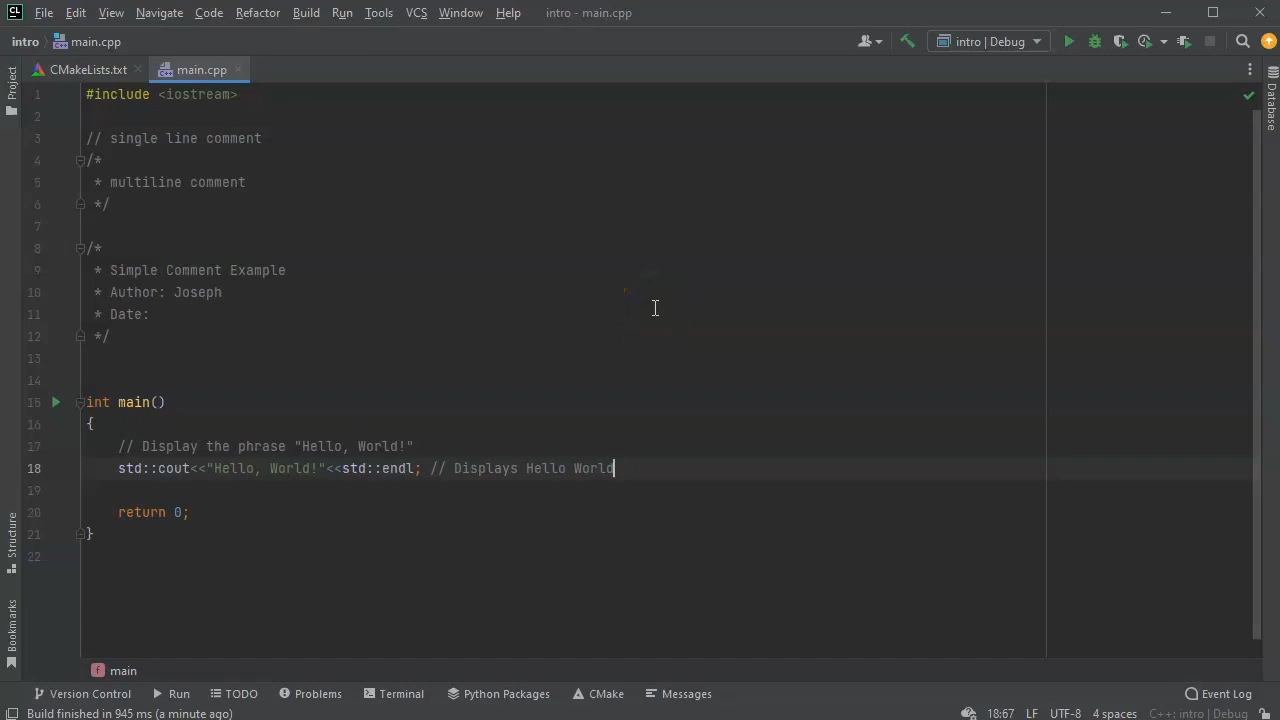 CL File Edit View Navigate Code Refactor Build Run Tools VCS Window Help intro - main.cpp
intro main.cpp intro | Debug
Project CMakeLists.txt main.cpp Database
1 #include <iostream>
2
3 // single line comment
4 /*
5  * multiline comment
6  */
7
8 /*
9  * Simple Comment Example
10  * Author: Joseph
11  * Date:
12  */
13
14
15 int main()
16 {
17     // Display the phrase "Hello, World!"
18     std::cout<<"Hello, World!"<<std::endl; // Displays Hello World
19
20     return 0;
21 }
22
Structure
Bookmarks
f main
Version Control Run TODO Problems Terminal Python Packages CMake Messages Event Log
Build finished in 945 ms (a minute ago) 18:67 LF UTF-8 4 spaces C++: intro | Debug